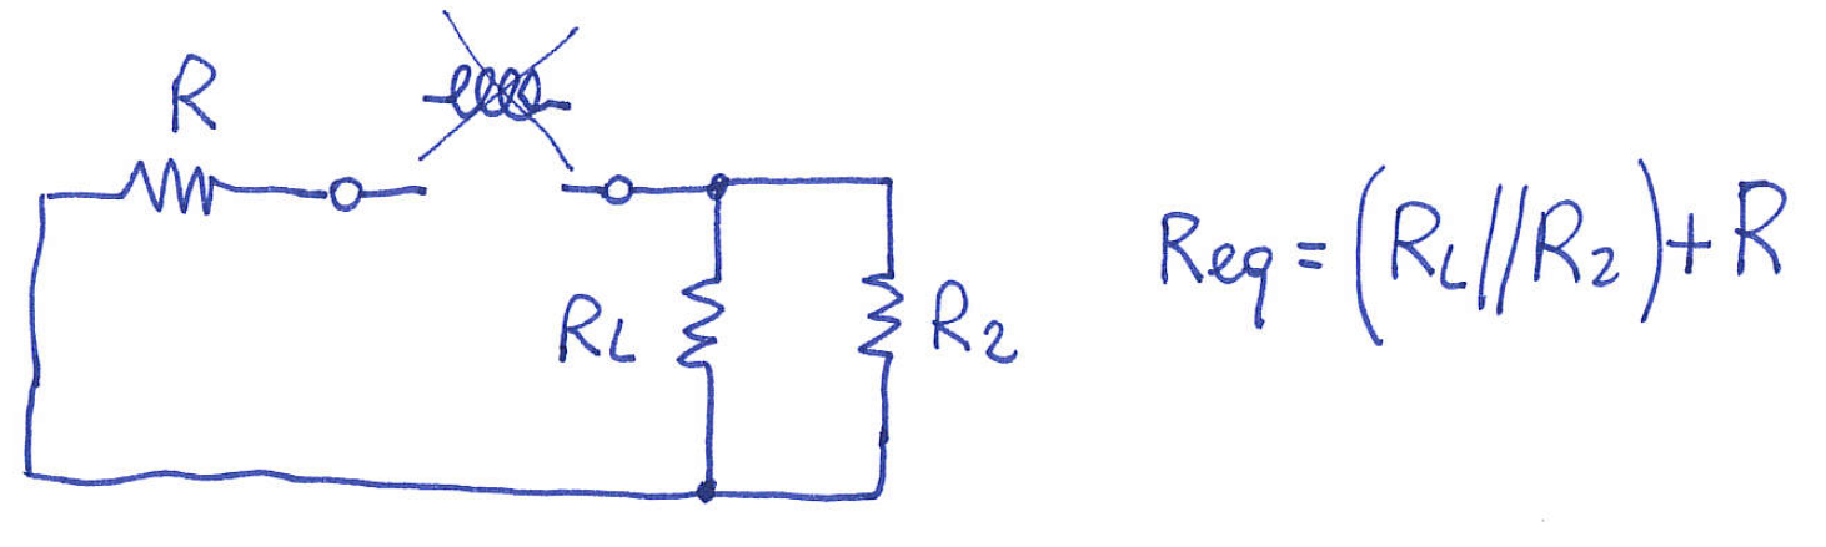 R
RL
R2
Req = (RL//R2) + R